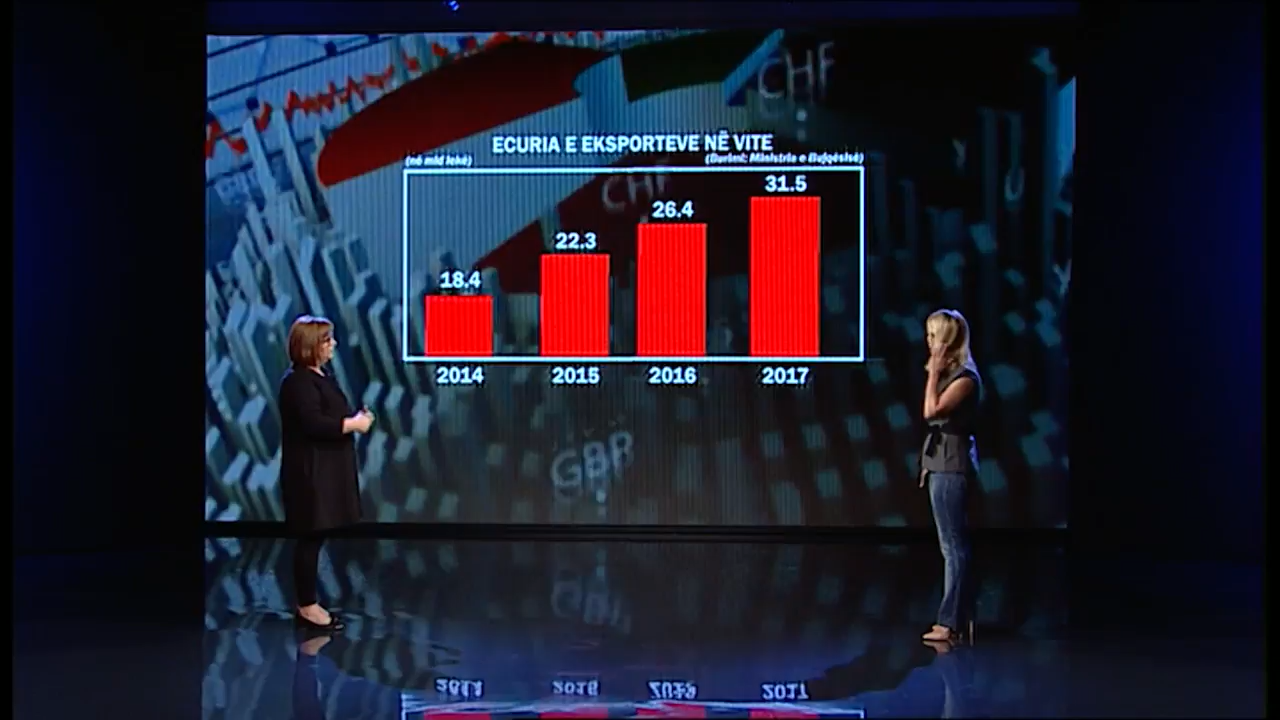 CHF
ECURIA E EKSPORTEVE NË VITE
(në mld lekë) (Burimi: Ministria e Bujqësisë)
CHF
31.5
26.4
22.3
18.4
2014 2015 2016 2017
GBP